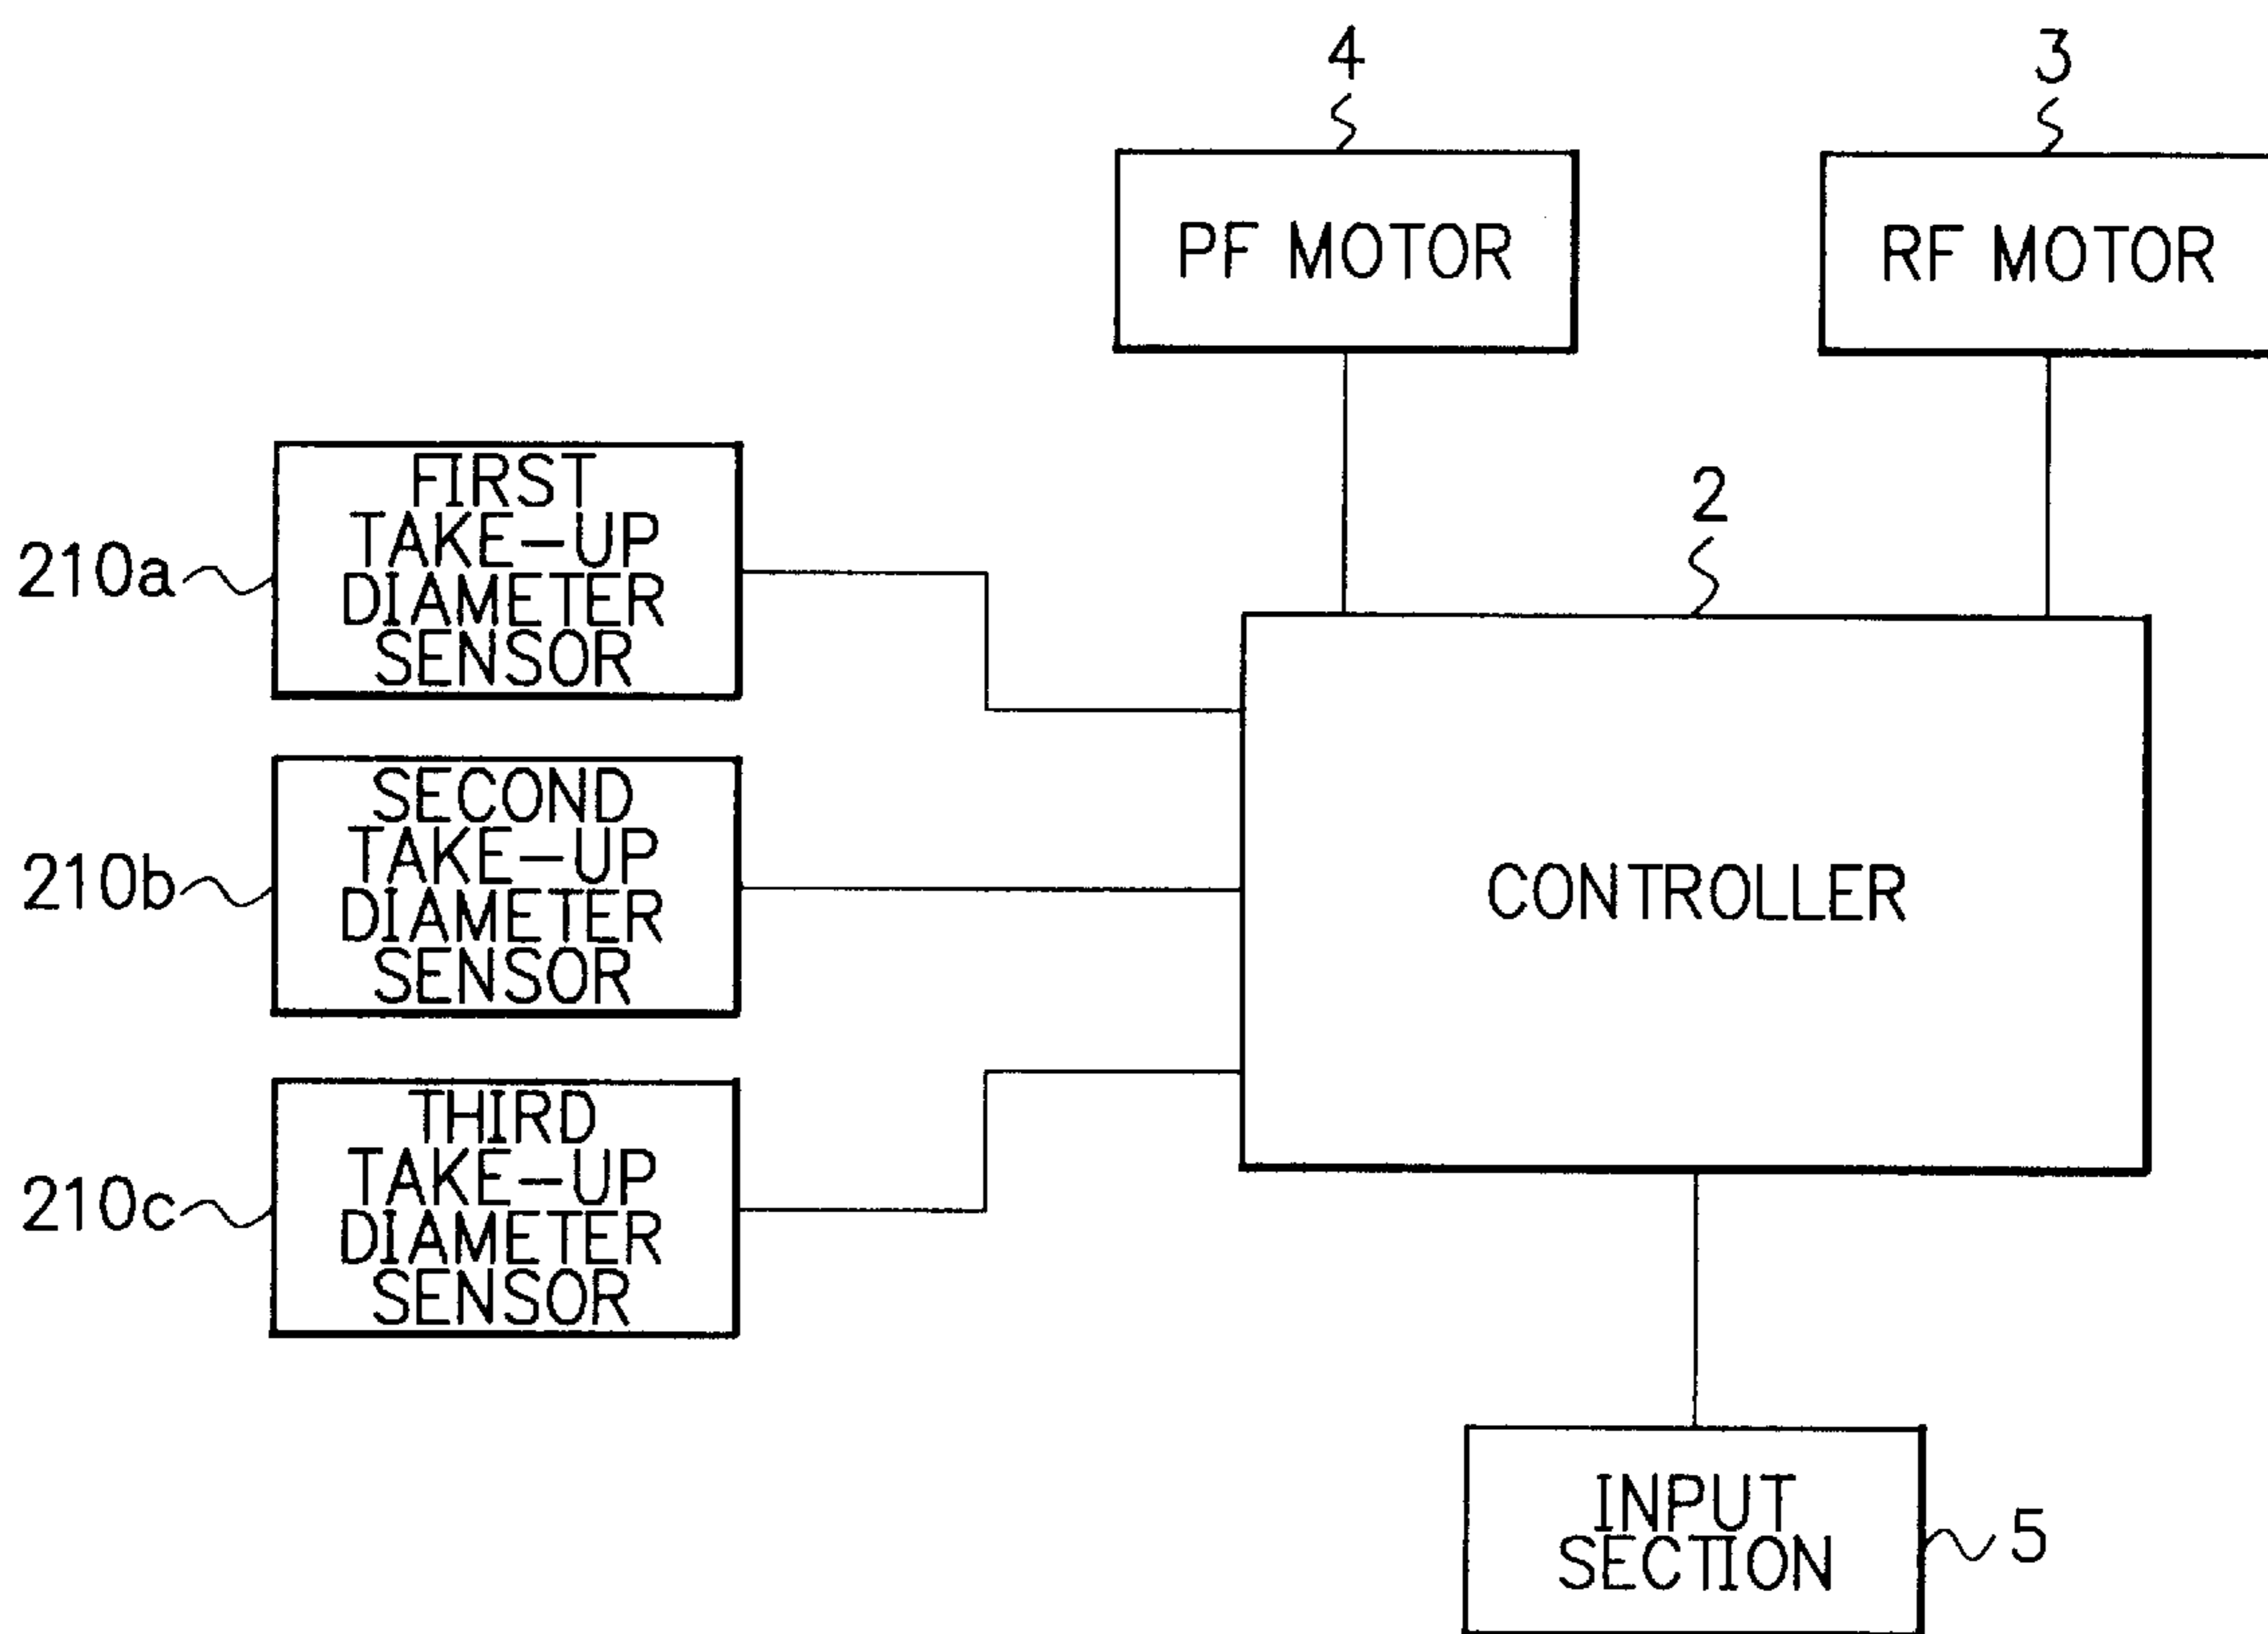 4
3
PF MOTOR
RF MOTOR
2
210a
FIRST
TAKE-UP
DIAMETER
SENSOR
210b
SECOND
TAKE-UP
DIAMETER
SENSOR
CONTROLLER
210c
THIRD
TAKE-UP
DIAMETER
SENSOR
INPUT
SECTION
5